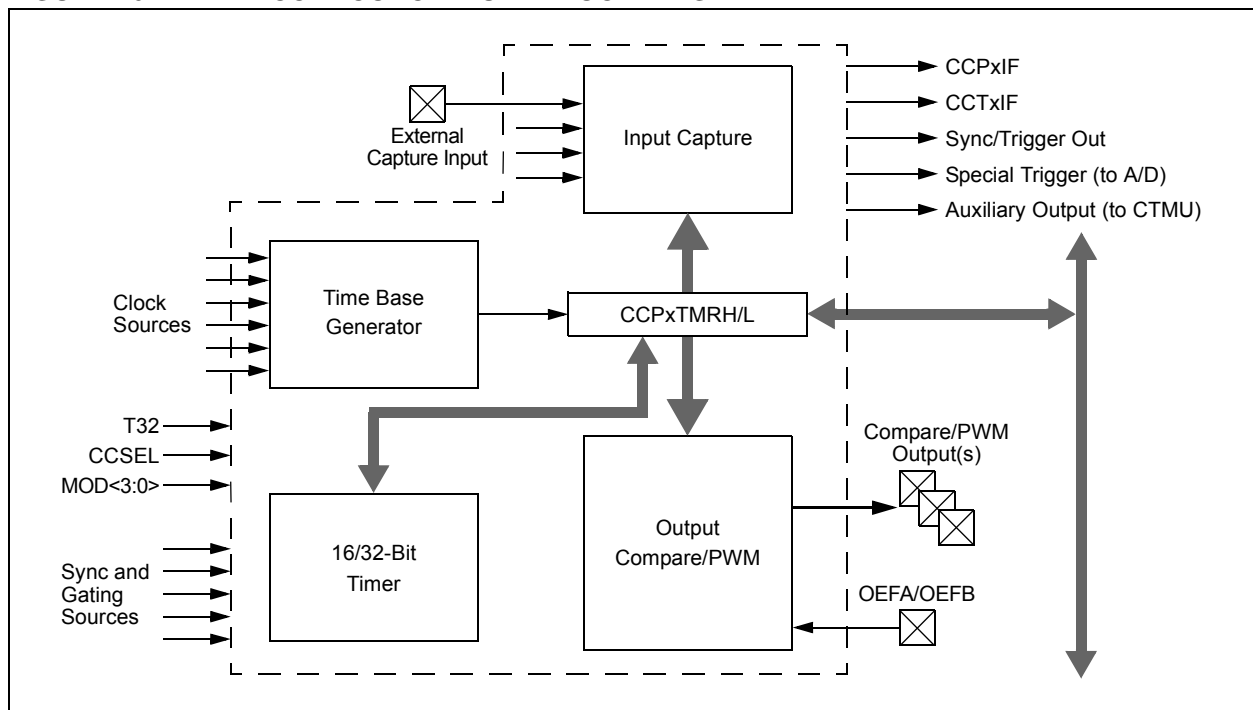 CCPxIF
CCTxIF
Sync/Trigger Out
Special Trigger (to A/D)
Auxiliary Output (to CTMU)
External
Capture Input
Input Capture
Clock
Sources
Time Base
Generator
CCPxTMRH/L
T32
CCSEL
MOD<3:0>
Sync and
Gating
Sources
16/32-Bit
Timer
Output
Compare/PWM
Compare/PWM
Output(s)
OEFA/OEFB